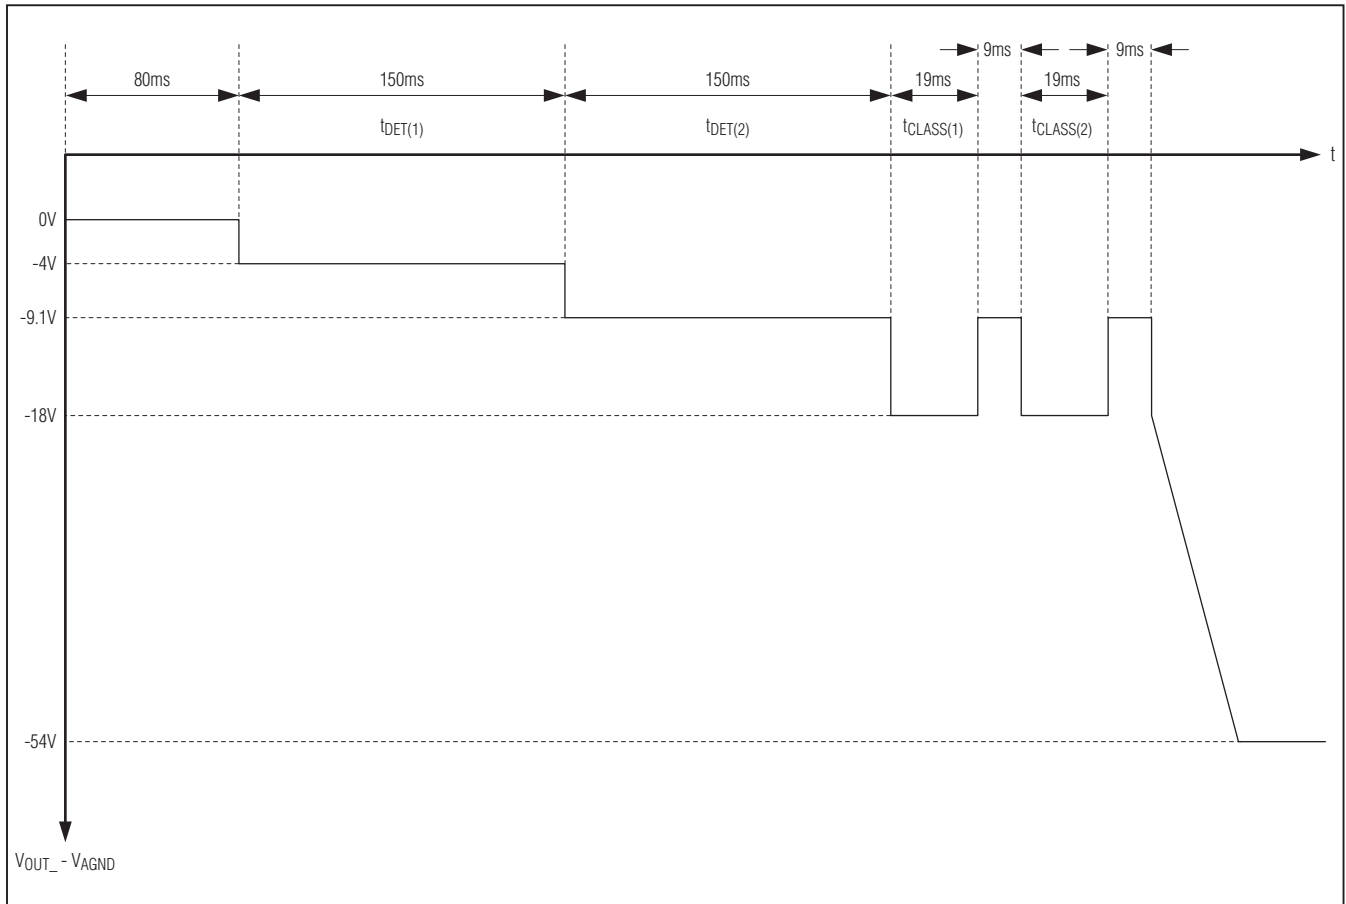 9ms 9ms
80ms 150ms 150ms 19ms 19ms
tDET(1) tDET(2) tCLASS(1) tCLASS(2)
t
0V
-4V
-9.1V
-18V
-54V
VOUT_ - VAGND